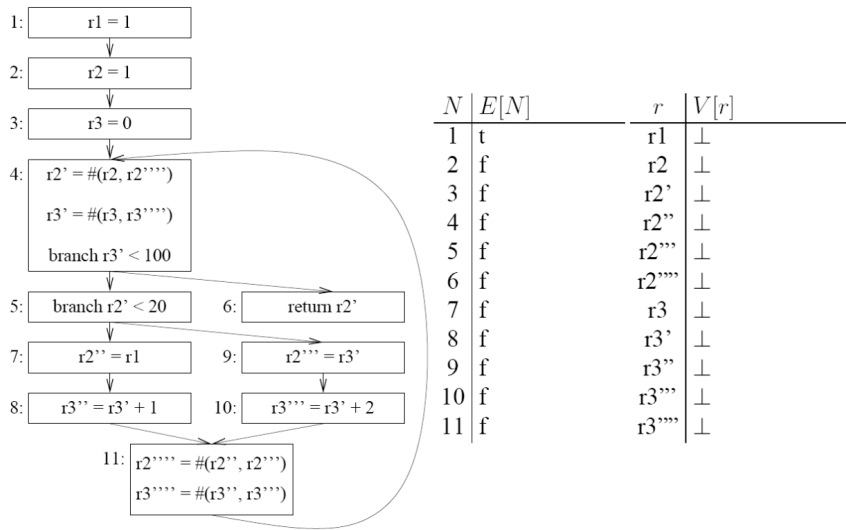 1: r1 = 1
2: r2 = 1
3: r3 = 0
4: r2' = #(r2, r2'''')
r3' = #(r3, r3'''')
branch r3' < 100
5: branch r2' < 20
6: return r2'
7: r2'' = r1
9: r2''' = r3'
8: r3'' = r3' + 1
10: r3''' = r3' + 2
11: r2'''' = #(r2'', r2''')
r3'''' = #(r3'', r3''')
N E[N] r V[r]
1 t r1 ⊥
2 f r2 ⊥
3 f r2' ⊥
4 f r2'' ⊥
5 f r2''' ⊥
6 f r2'''' ⊥
7 f r3 ⊥
8 f r3' ⊥
9 f r3'' ⊥
10 f r3''' ⊥
11 f r3'''' ⊥